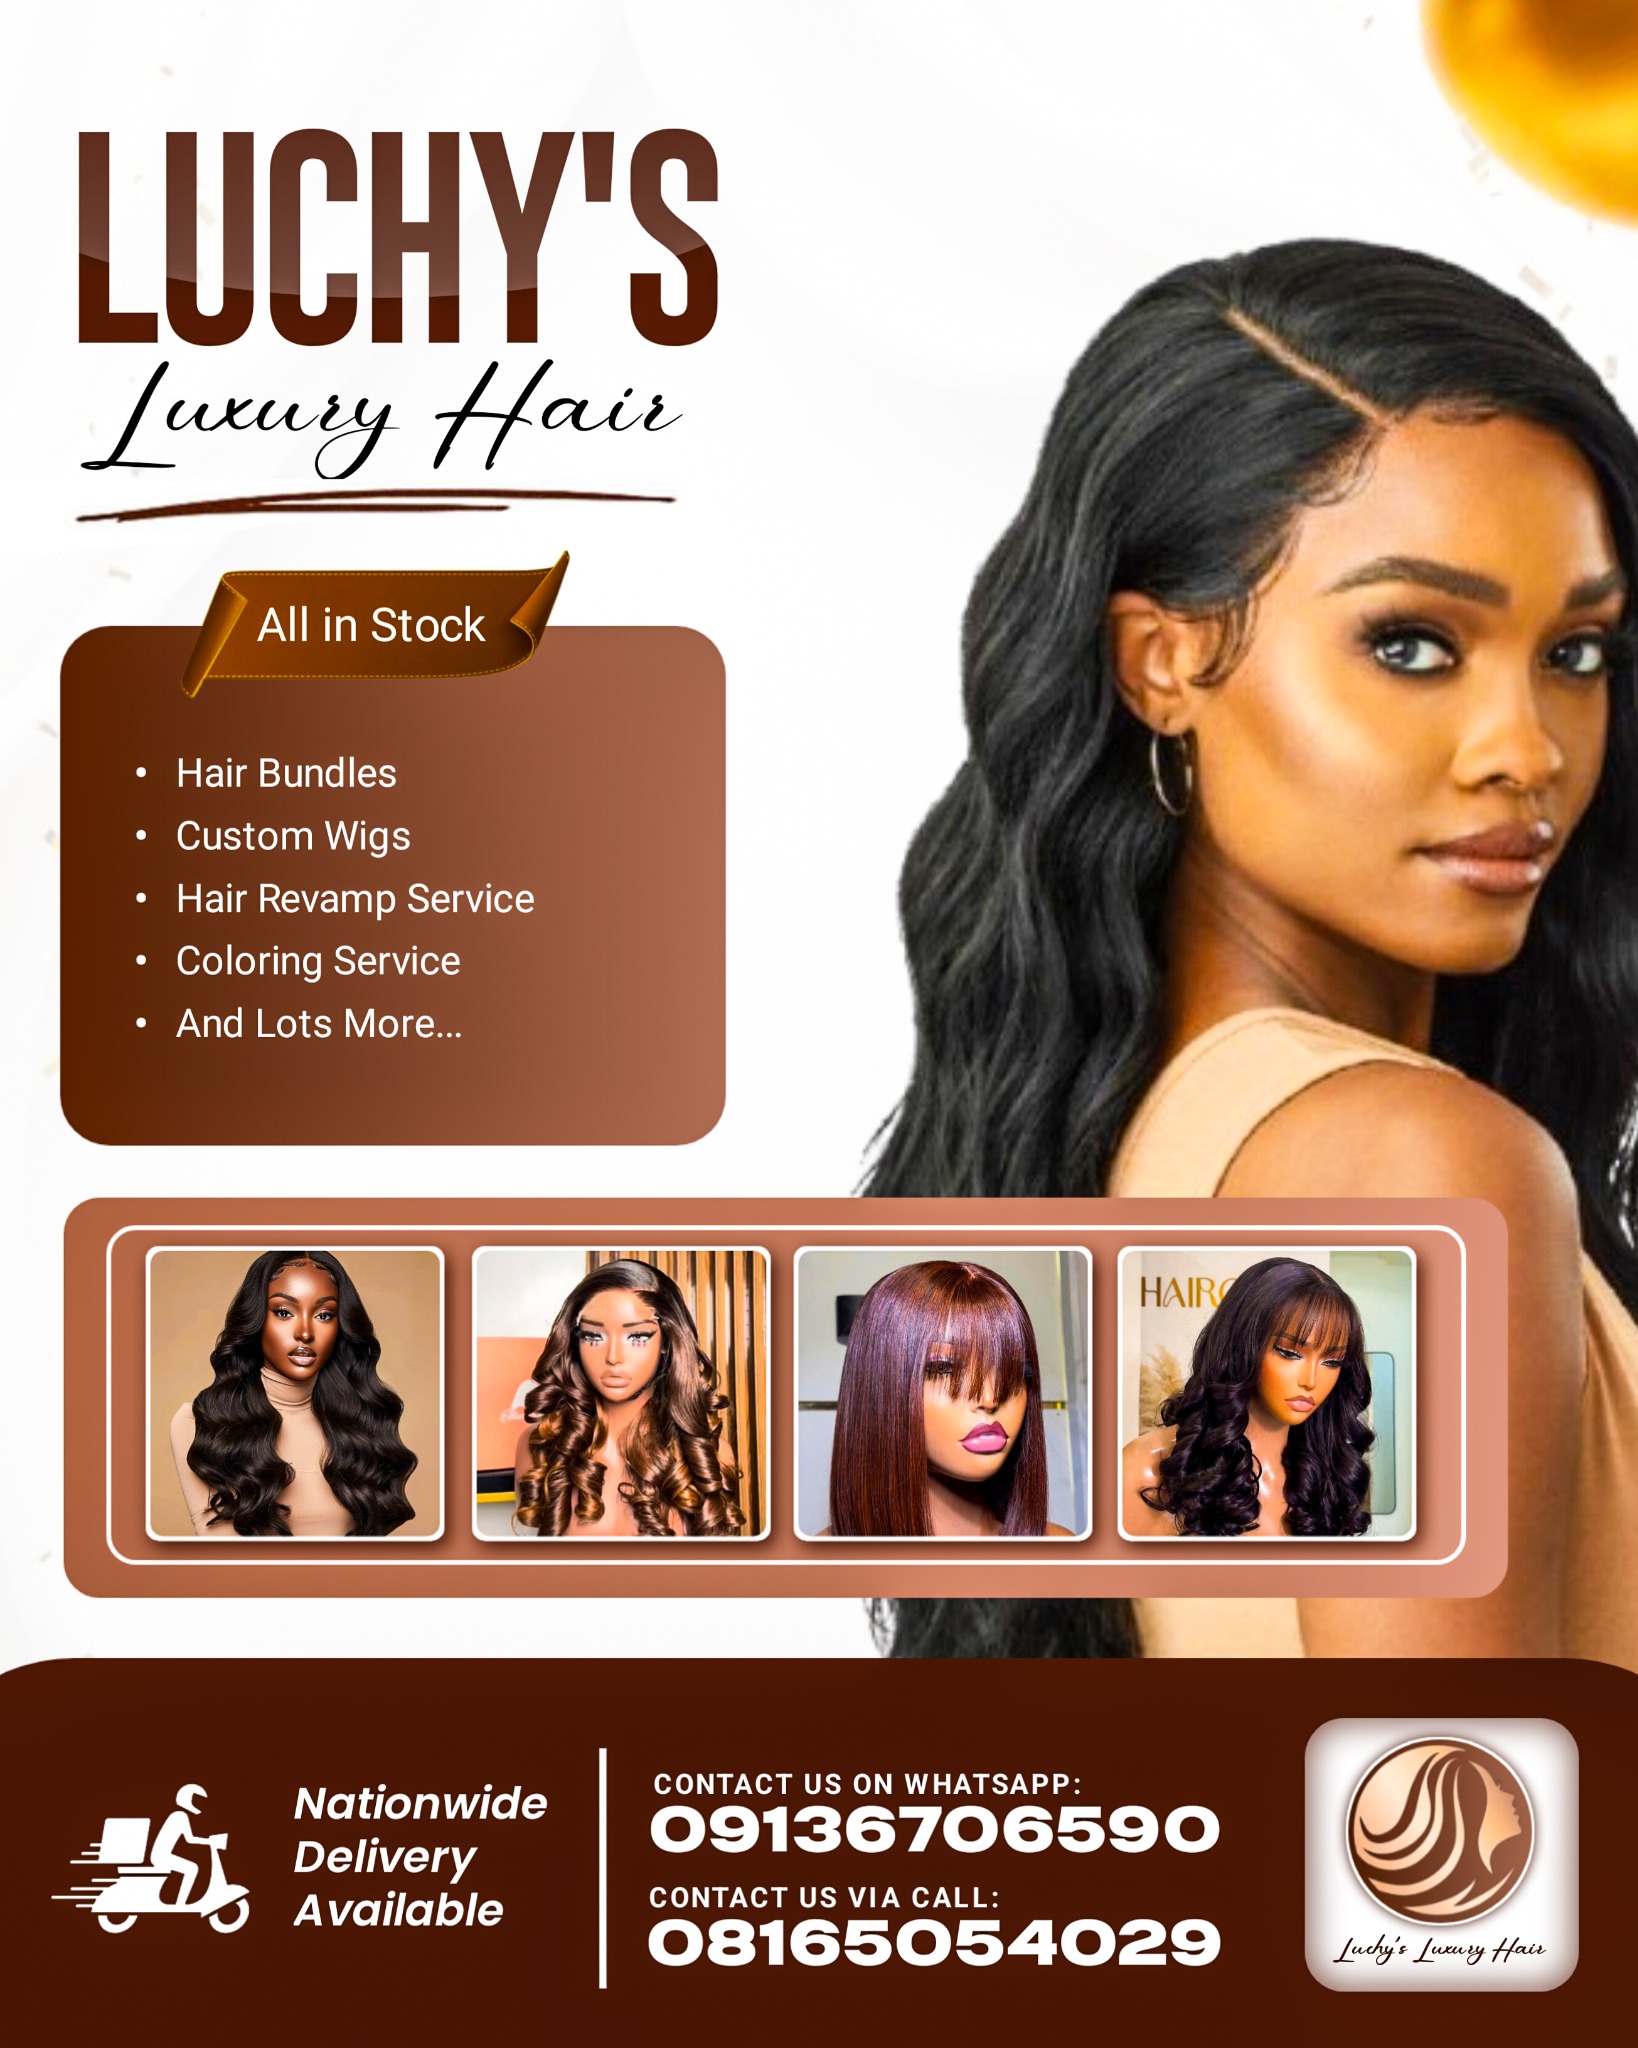 LUCHY'S
Luxury Hair
All in Stock
• Hair Bundles
• Custom Wigs
• Hair Revamp Service
• Coloring Service
• And Lots More...
HAIR
Nationwide
Delivery
Available
CONTACT US ON WHATSAPP:
09136706590
CONTACT US VIA CALL:
08165054029
Luchy's Luxury Hair